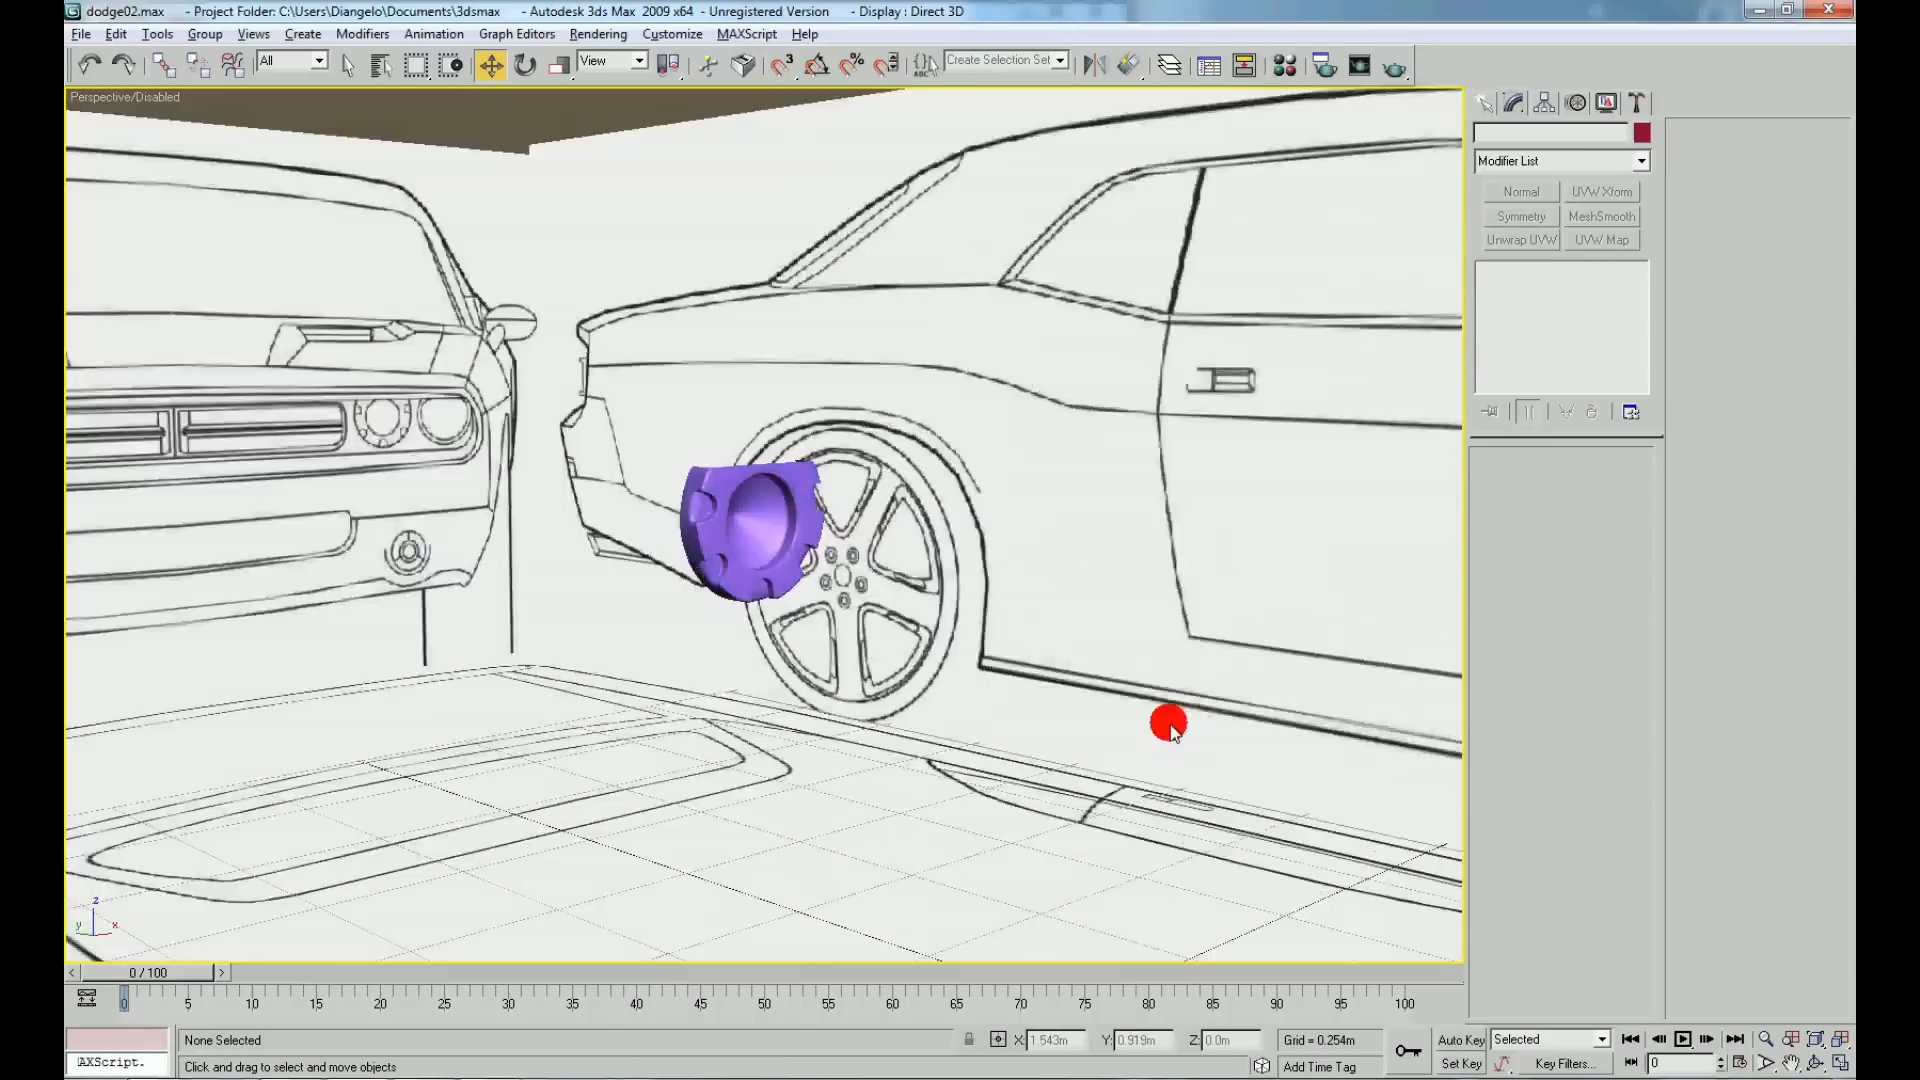 dodge02.max - Project Folder: C:\Users\Diangelo\Documents\3dsmax - Autodesk 3ds Max 2009 x64 - Unregistered Version - Display : Direct 3D
File Edit Tools Group Views Create Modifiers Animation Graph Editors Rendering Customize MAXScript Help
All View Create Selection Set
Perspective/Disabled
Modifier List
Normal UVW Xform
Symmetry MeshSmooth
Unwrap UVW UVW Map
z
y x
< 0 / 100 >
0 5 10 15 20 25 30 35 40 45 50 55 60 65 70 75 80 85 90 95 100
None Selected X: 1.543m Y: 0.919m Z: 0.0m Grid = 0.254m Auto Key Selected
AXScript. Click and drag to select and move objects Add Time Tag Set Key Key Filters... 0